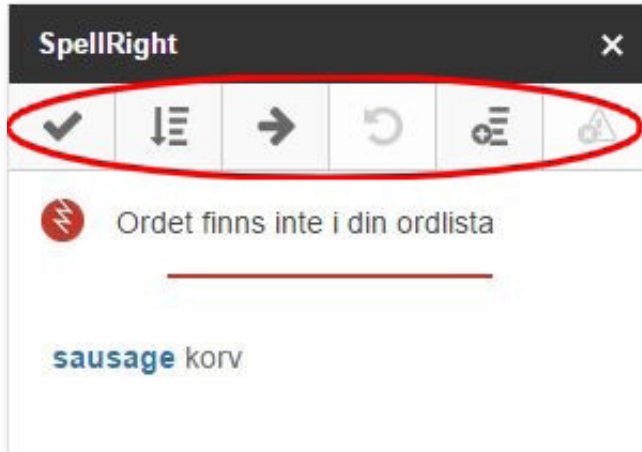 SpellRight
Ordet finns inte i din ordlista
sausage korv